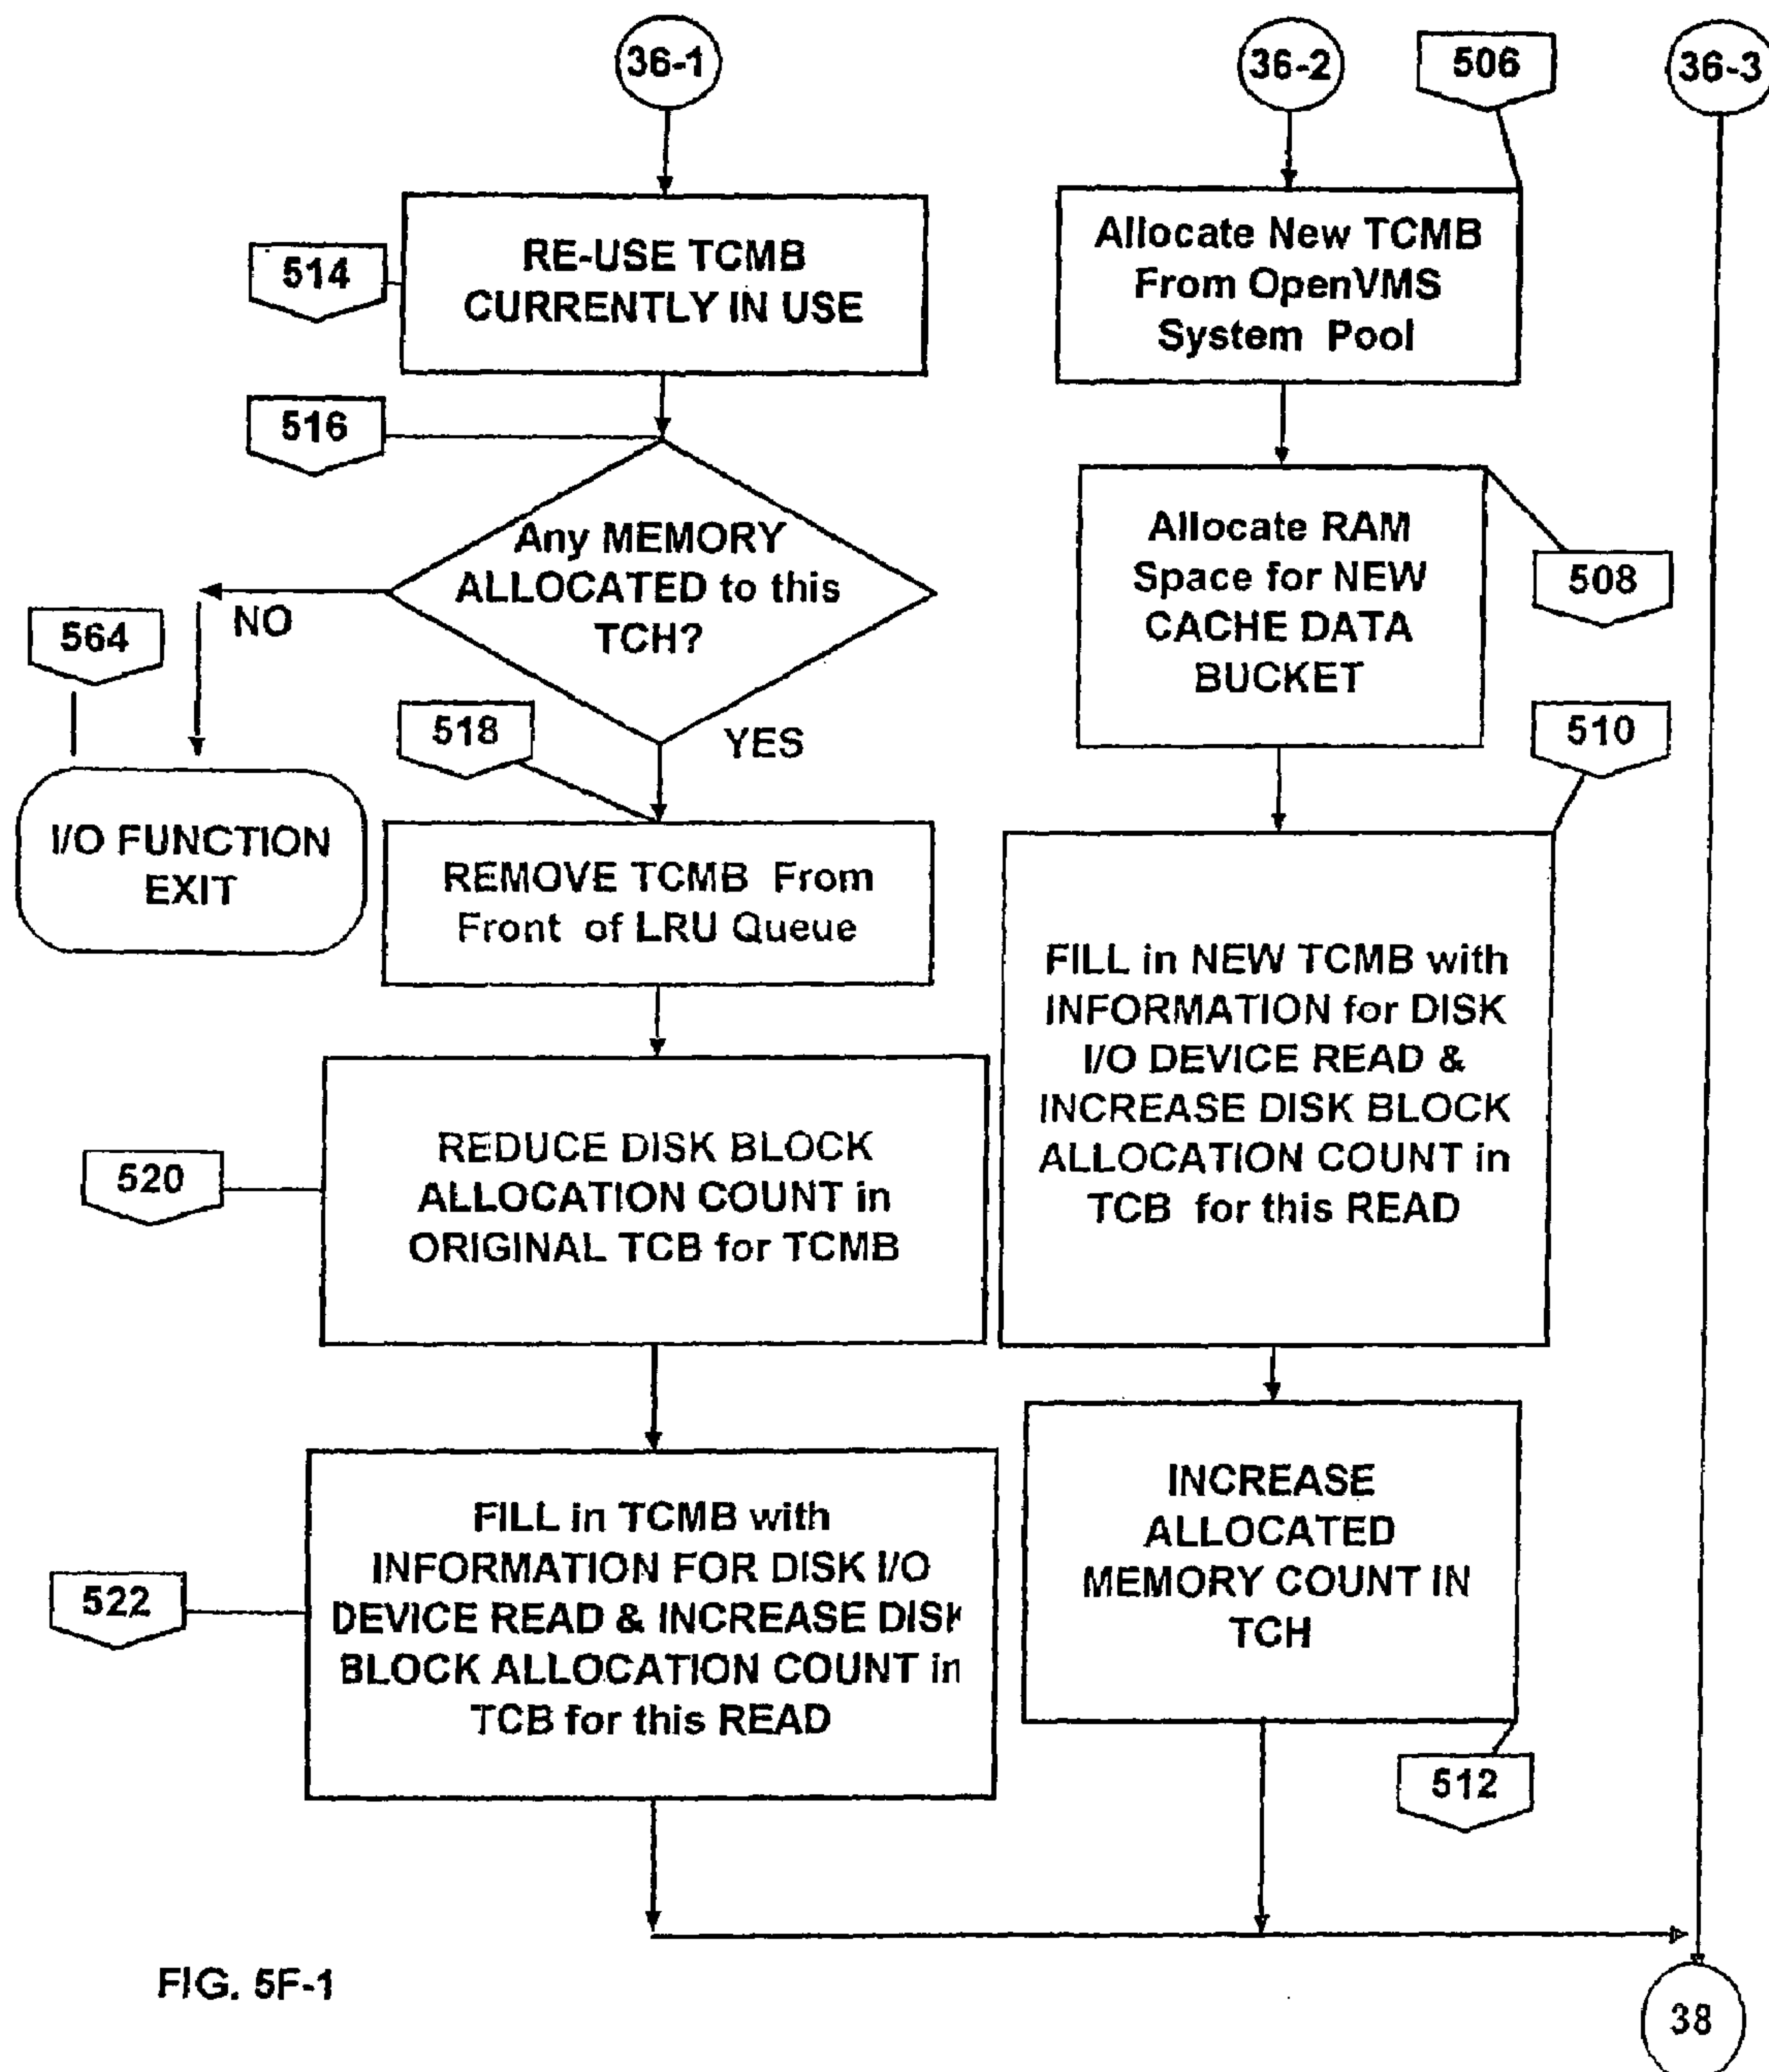 36-1
36-2
506
36-3
514
RE-USE TCMB
CURRENTLY IN USE
Allocate New TCMB
From OpenVMS
System Pool
516
Any MEMORY
ALLOCATED to this
TCH?
NO
YES
564
I/O FUNCTION
EXIT
Allocate RAM
Space for NEW
CACHE DATA
BUCKET
508
510
518
REMOVE TCMB From
Front of LRU Queue
FILL in NEW TCMB with
INFORMATION for DISK
I/O DEVICE READ &
INCREASE DISK BLOCK
ALLOCATION COUNT in
TCB for this READ
520
REDUCE DISK BLOCK
ALLOCATION COUNT in
ORIGINAL TCB for TCMB
522
FILL in TCMB with
INFORMATION FOR DISK I/O
DEVICE READ & INCREASE DISK
BLOCK ALLOCATION COUNT in
TCB for this READ
INCREASE
ALLOCATED
MEMORY COUNT IN
TCH
512
FIG. 5F-1
38